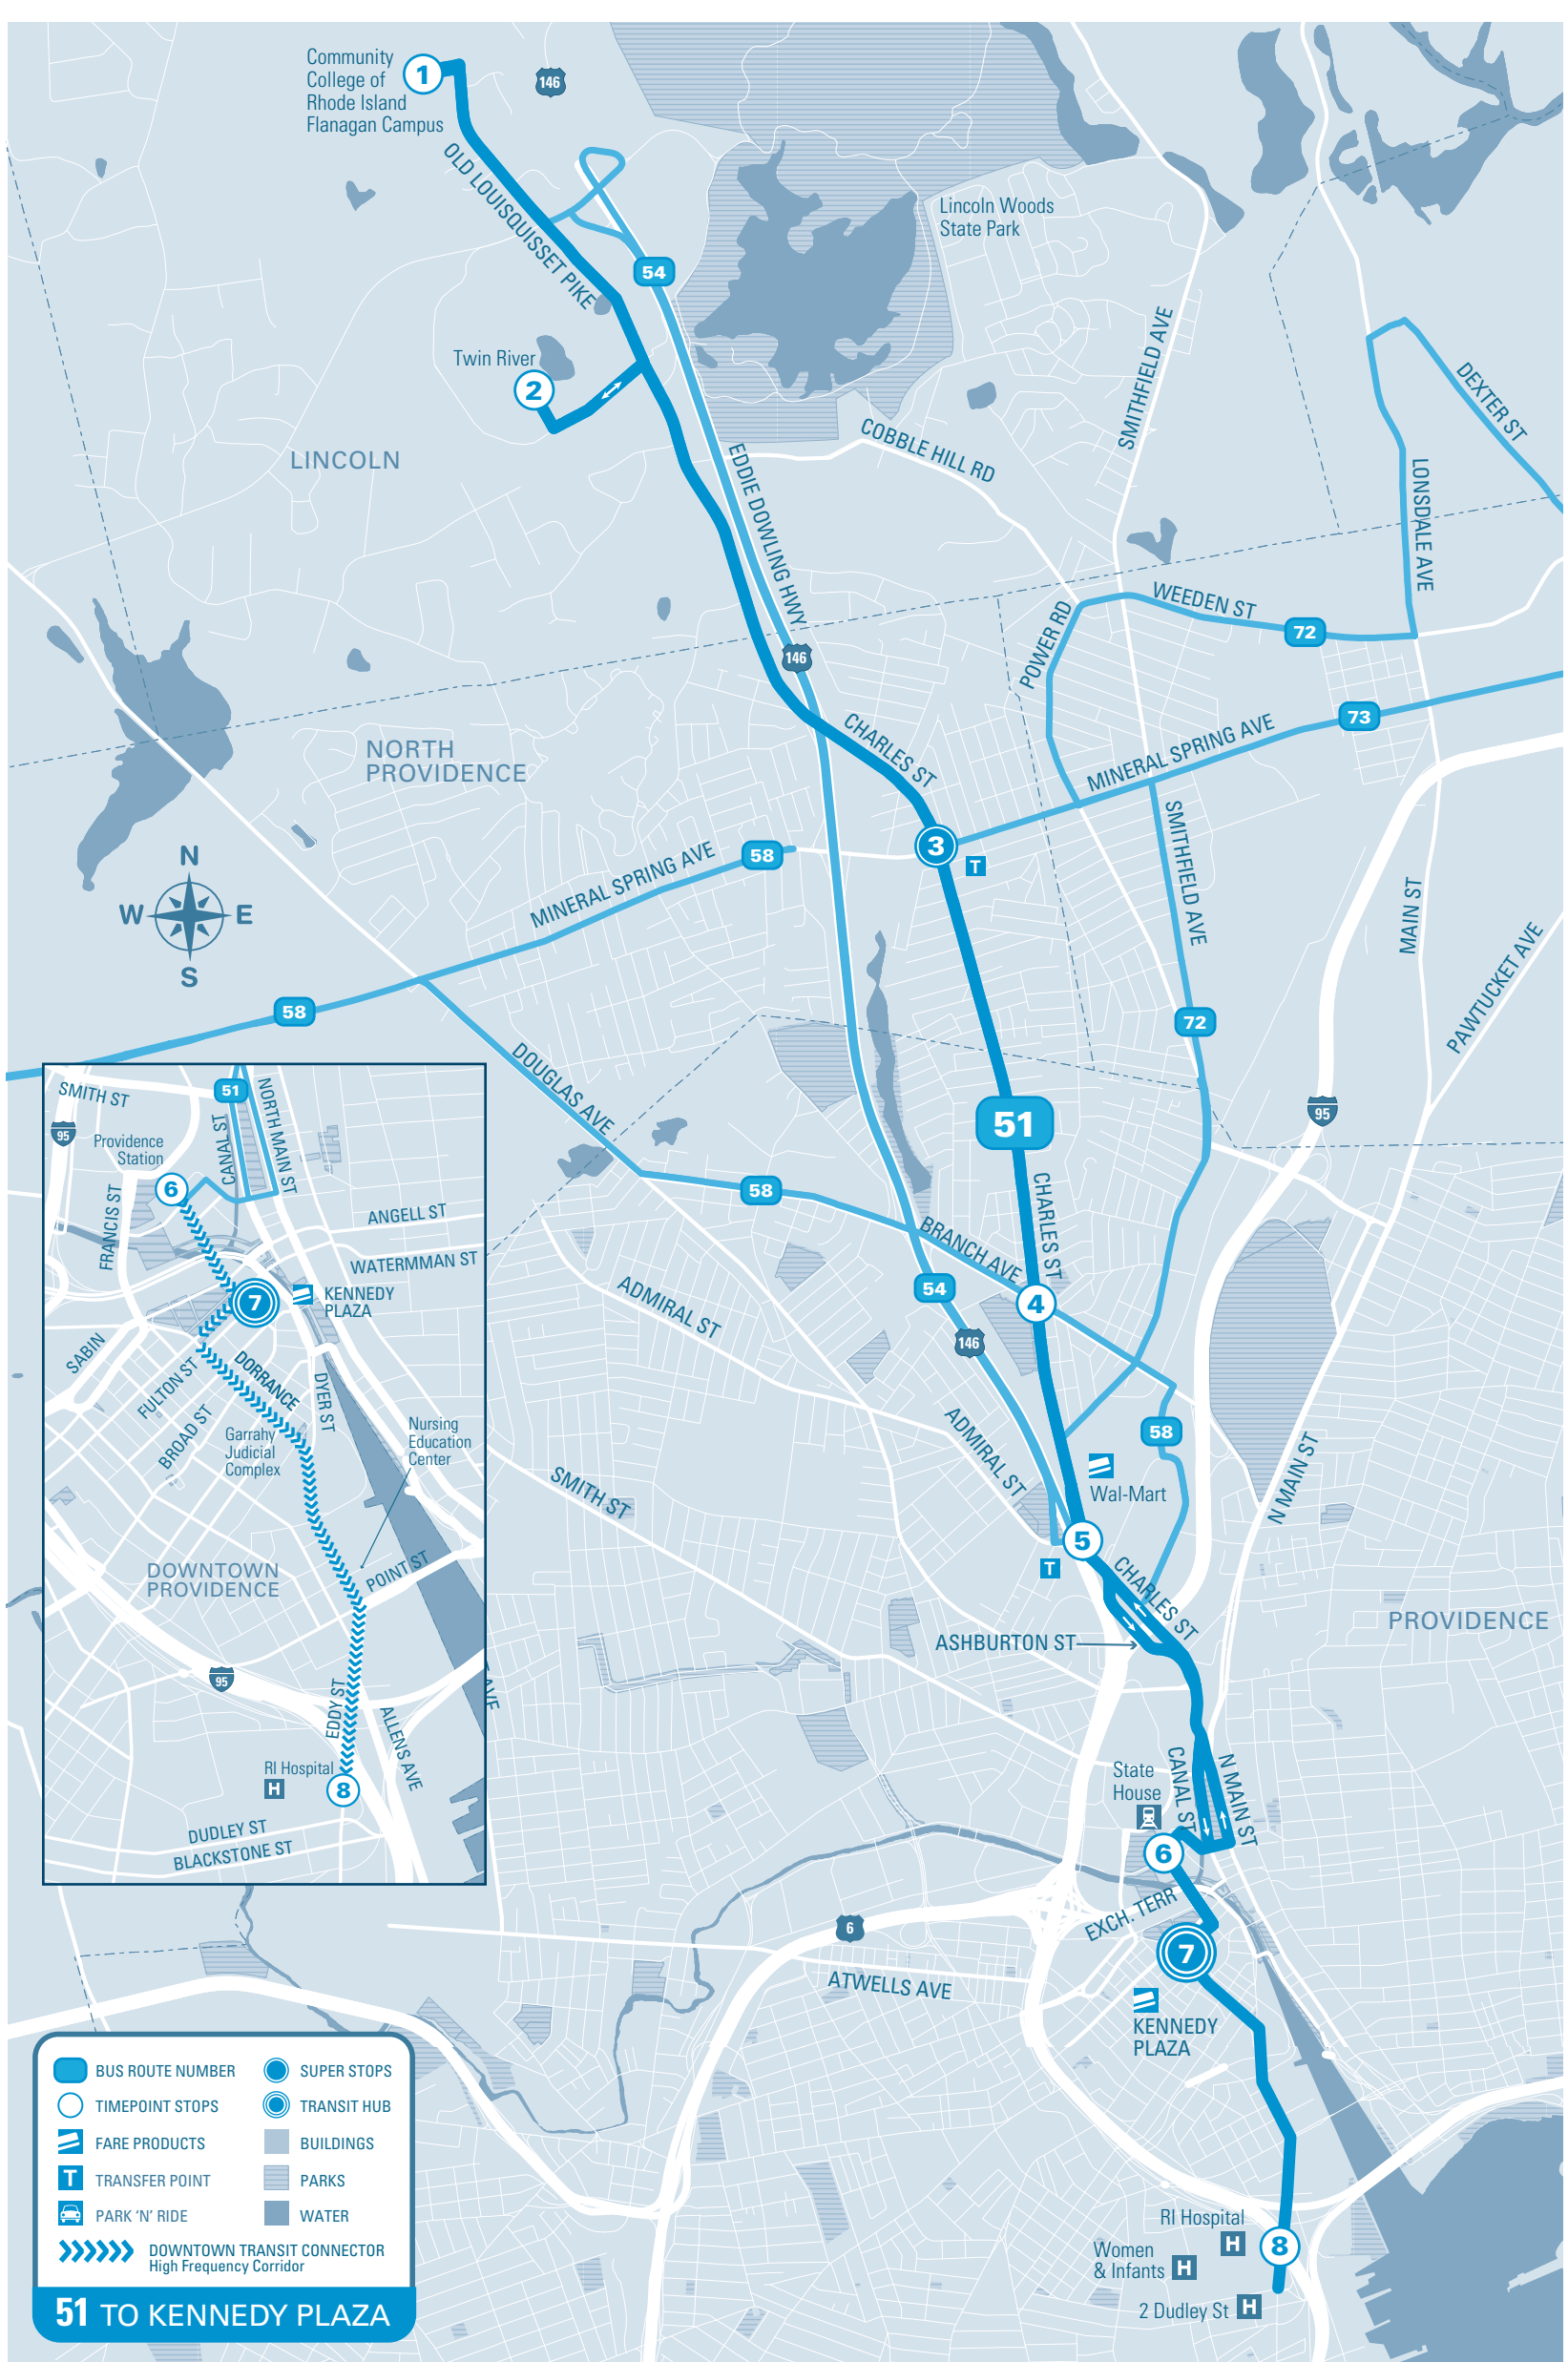 Community
College of
Rhode Island
Flanagan Campus
1
146
OLD LOUISQUISSET PIKE
Lincoln Woods
State Park
54
Twin River
2
SMITHFIELD AVE
DEXTER ST
LINCOLN
COBBLE HILL RD
EDDIE DOWLING HWY
LONSDALE AVE
WEEDEN ST
72
POWER RD
146
73
NORTH
PROVIDENCE
CHARLES ST
MINERAL SPRING AVE
3
T
58
MINERAL SPRING AVE
SMITHFIELD AVE
MAIN ST
PAWTUCKET AVE
N
W
E
S
58
72
DOUGLAS AVE
95
51
CHARLES ST
58
BRANCH AVE
54
4
ADMIRAL ST
146
ADMIRAL ST
58
N MAIN ST
SMITH ST
Wal-Mart
5
T
CHARLES ST
ASHBURTON ST
PROVIDENCE
State
House
CANAL ST
N MAIN ST
6
EXCH. TERR
6
7
ATWELLS AVE
KENNEDY
PLAZA
RI Hospital
H
8
Women
& Infants
H
2 Dudley St
H
SMITH ST
51
NORTH MAIN ST
CANAL ST
95
Providence
Station
6
FRANCIS ST
ANGELL ST
WATERMMAN ST
7
KENNEDY
PLAZA
SABIN
FULTON ST
DORRANCE
DYER ST
BROAD ST
Garrahy
Judicial
Complex
Nursing
Education
Center
DOWNTOWN
PROVIDENCE
POINT ST
95
EDDY ST
ALLENS AVE
AVE
RI Hospital
H
8
DUDLEY ST
BLACKSTONE ST
BUS ROUTE NUMBER
SUPER STOPS
TIMEPOINT STOPS
TRANSIT HUB
FARE PRODUCTS
BUILDINGS
T TRANSFER POINT
PARKS
PARK ‘N’ RIDE
WATER
DOWNTOWN TRANSIT CONNECTOR
High Frequency Corridor
51 TO KENNEDY PLAZA